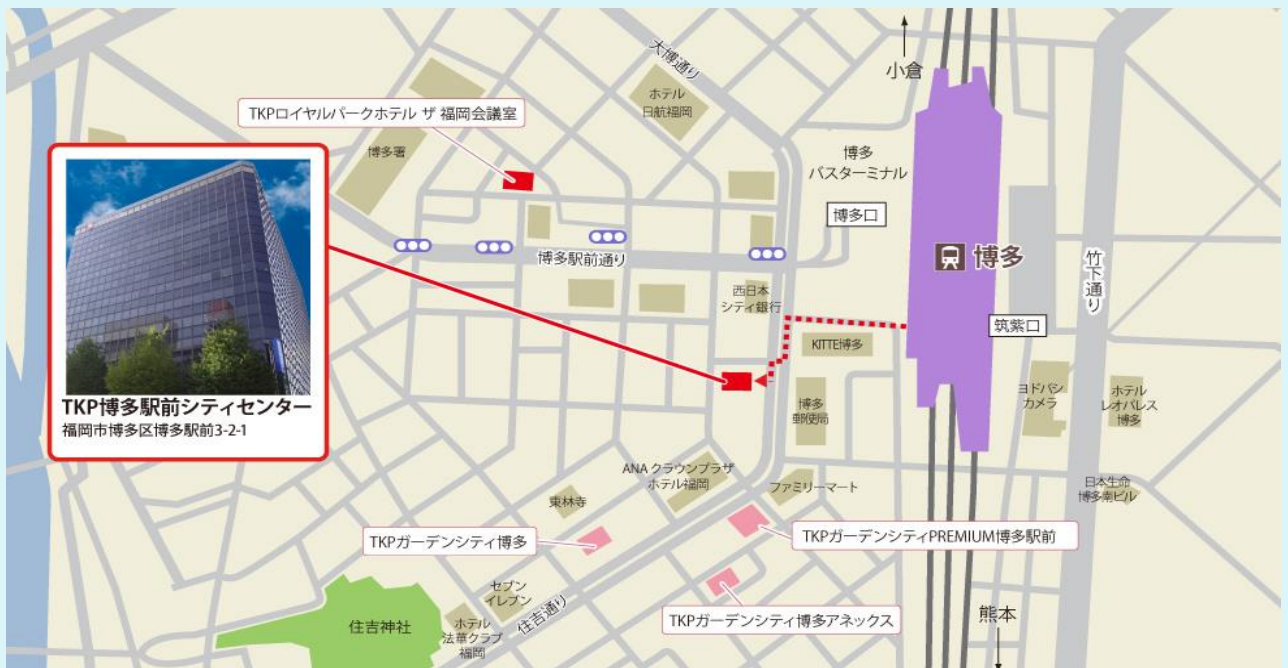 大博通り
小倉
ホテル
日航福岡
TKPロイヤルパークホテル ザ 福岡会議室
博多署
博多
バスターミナル
博多口
博多駅前通り
博多
竹下通り
西日本
シティ銀行
筑紫口
KITTE博多
TKP博多駅前シティセンター
福岡市博多区博多駅前3-2-1
ヨドバシ
カメラ
ホテル
レオパレス
博多
博多
郵便局
ANA クラウンプラザ
ホテル福岡
ファミリーマート
日本生命
博多南ビル
東林寺
TKPガーデンシティ博多
TKPガーデンシティPREMIUM博多駅前
セブン
イレブン
住吉通り
TKPガーデンシティ博多アネックス
熊本
住吉神社
ホテル
法華クラブ
福岡